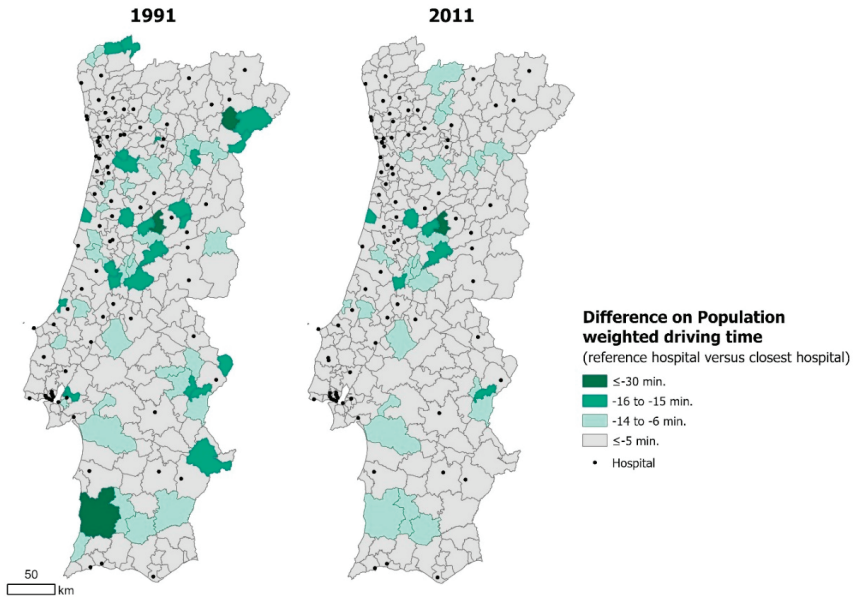 1991
2011
Difference on Population
weighted driving time
(reference hospital versus closest hospital)
≤-30 min.
-16 to -15 min.
-14 to -6 min.
≤-5 min.
Hospital
50
km